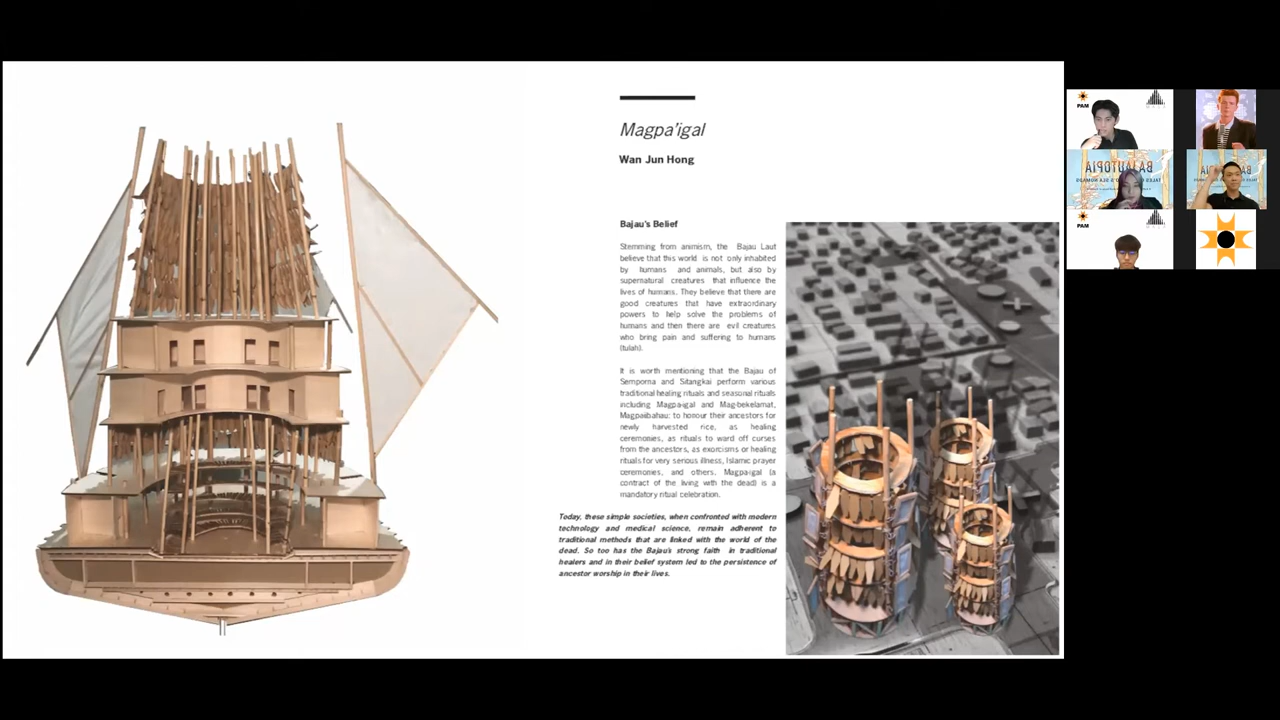 Magpa'igal
Wan Jun Hong
Bajau's Belief
Stemming from animism, the Bajau Laut
believe that this world is not only inhabited
by humans and animals, but also by
supernatural creatures that influence the
lives of humans. They believe that there are
good creatures that have extraordinary
powers to help solve the problems of
humans and then there are evil creatures
who bring pain and suffering to humans
(tulah).
It is worth mentioning that the Bajau of
Semporna and Sitangkai perform various
traditional healing rituals and seasonal rituals
including Magpa-igal and Mag-bekelamat,
Magpaiibahau: to honour their ancestors for
newly harvested rice, as healing
ceremonies, as rituals to ward off curses
from the ancestors, as exorcisms or healing
rituals for very serious illness, Islamic prayer
ceremonies, and others. Magpa-igal (a
contract of the living with the dead) is a
mandatory ritual celebration.
Today, these simple societies, when confronted with modern
technology and medical science, remain adherent to
traditional methods that are linked with the world of the
dead. So too has the Bajau's strong faith in traditional
healers and in their belief system led to the persistence of
ancestor worship in their lives.
PAM
BAJAUTOPIA
BAJAUTOPIA
PAM